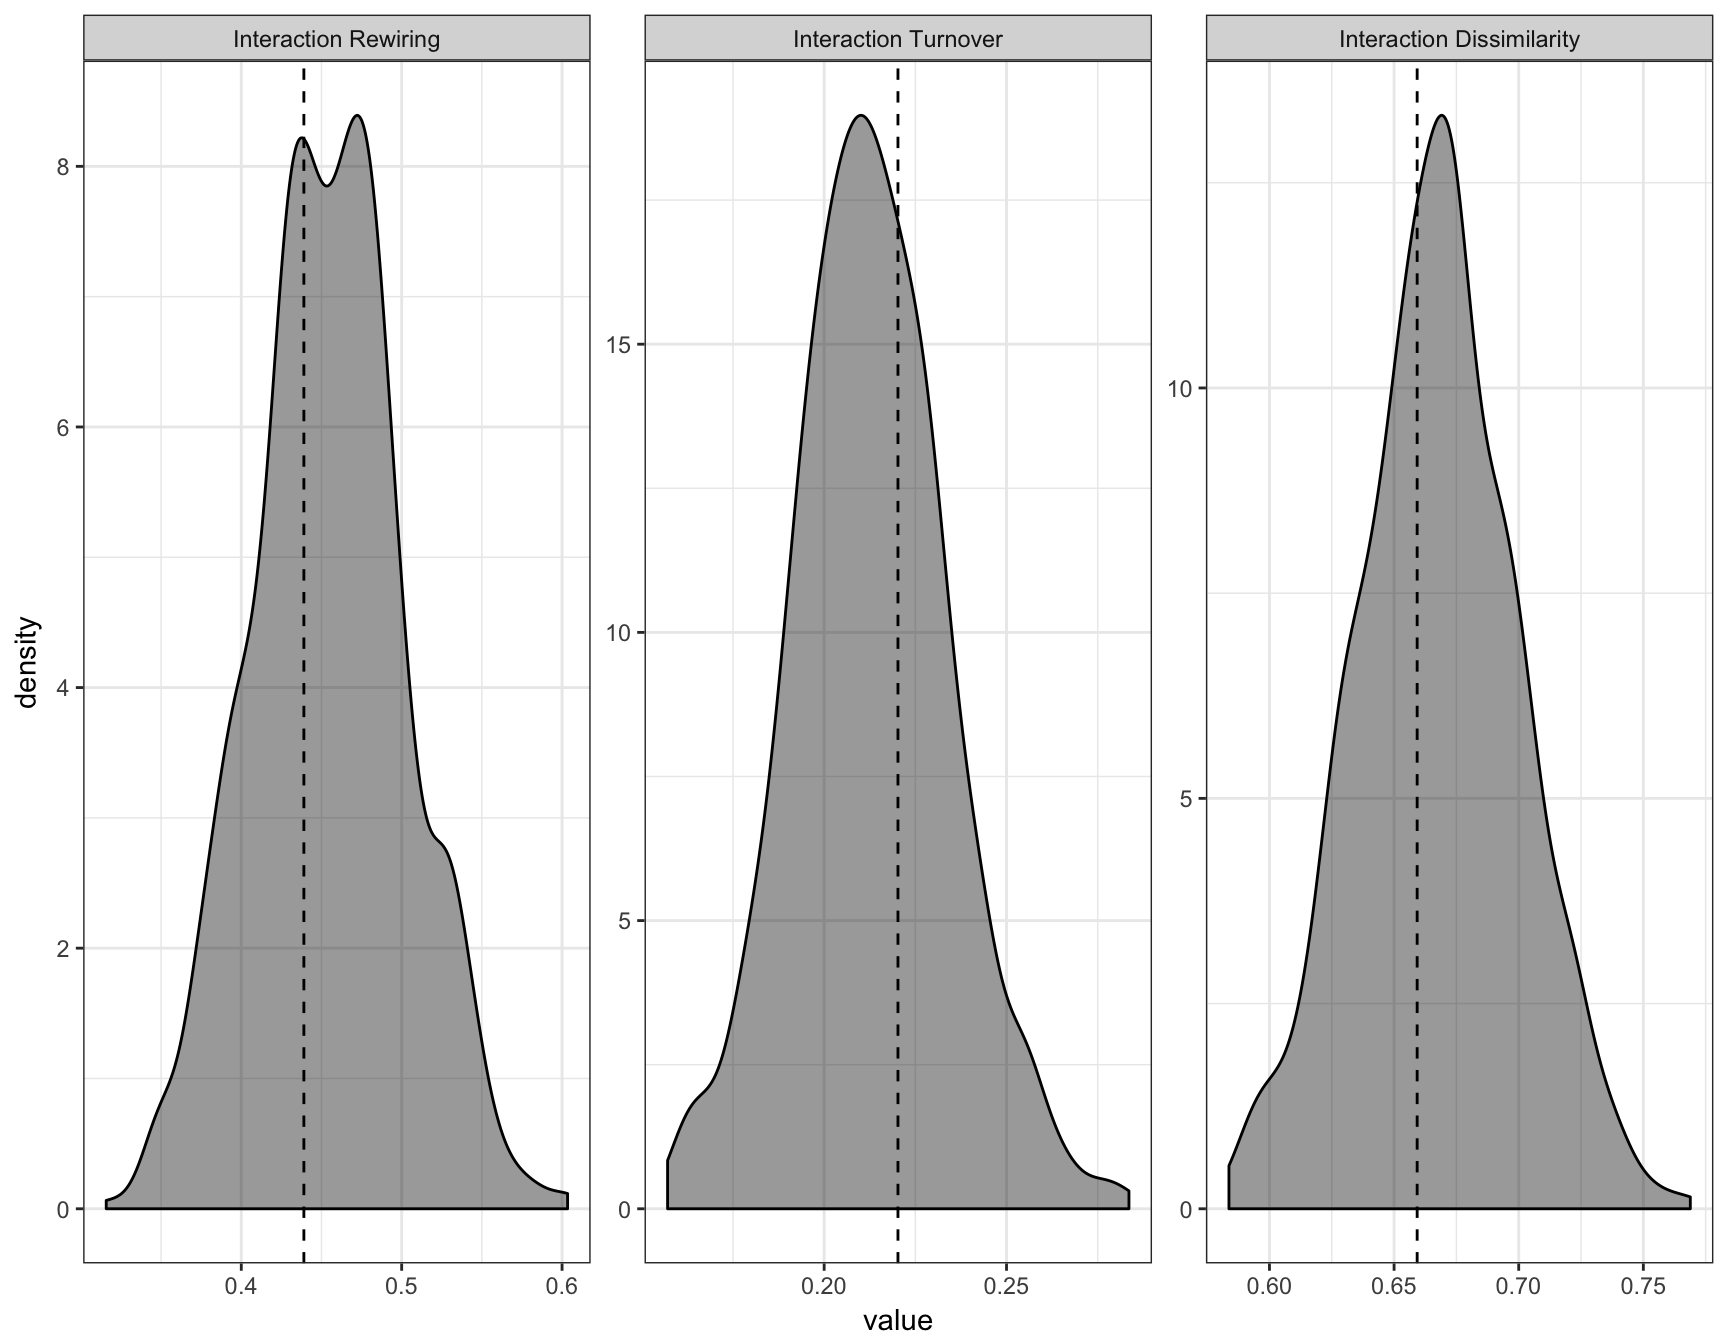 Interaction Rewiring
Interaction Turnover
Interaction Dissimilarity
density
8
6
4
2
0
15
10
5
0
10
5
0
0.4 0.5 0.6
0.20 0.25
0.60 0.65 0.70 0.75
value